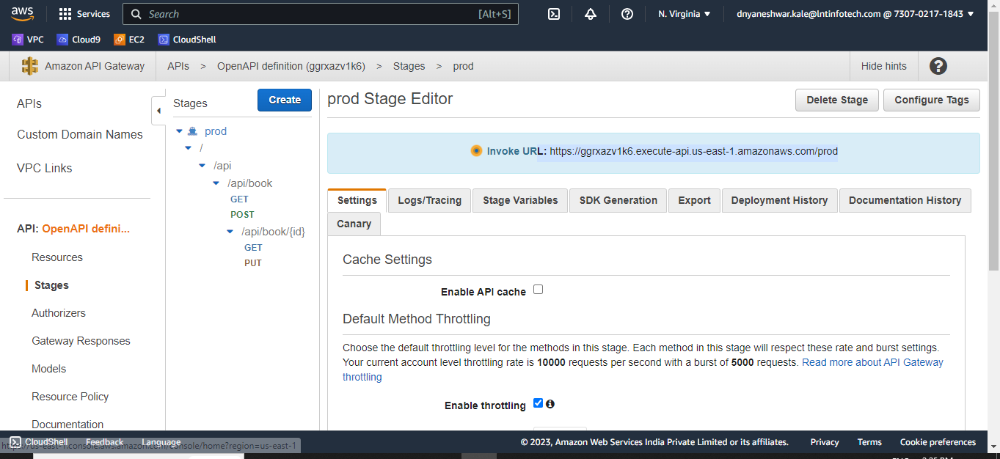 aws Services Search [Alt+S] N. Virginia dnyaneshwar.kale@lntinfotech.com @ 7307-0217-1843
VPC Cloud9 EC2 CloudShell
Amazon API Gateway APIs > OpenAPI definition (ggrxazv1k6) > Stages > prod Hide hints ?
APIs
Custom Domain Names
VPC Links
API: OpenAPI defini...
Resources
Stages
Authorizers
Gateway Responses
Models
Resource Policy
Documentation
Stages Create
prod
/
/api
/api/book
GET
POST
/api/book/{id}
GET
PUT
prod Stage Editor Delete Stage Configure Tags
Invoke URL: https://ggrxazv1k6.execute-api.us-east-1.amazonaws.com/prod
Settings Logs/Tracing Stage Variables SDK Generation Export Deployment History Documentation History
Canary
Cache Settings
Enable API cache
Default Method Throttling
Choose the default throttling level for the methods in this stage. Each method in this stage will respect these rate and burst settings.
Your current account level throttling rate is 10000 requests per second with a burst of 5000 requests. Read more about API Gateway
throttling
Enable throttling
CloudShell Feedback Language © 2023, Amazon Web Services India Private Limited or its affiliates. Privacy Terms Cookie preferences
https://us-east-1.console.aws.amazon.com/console/home?region=us-east-1